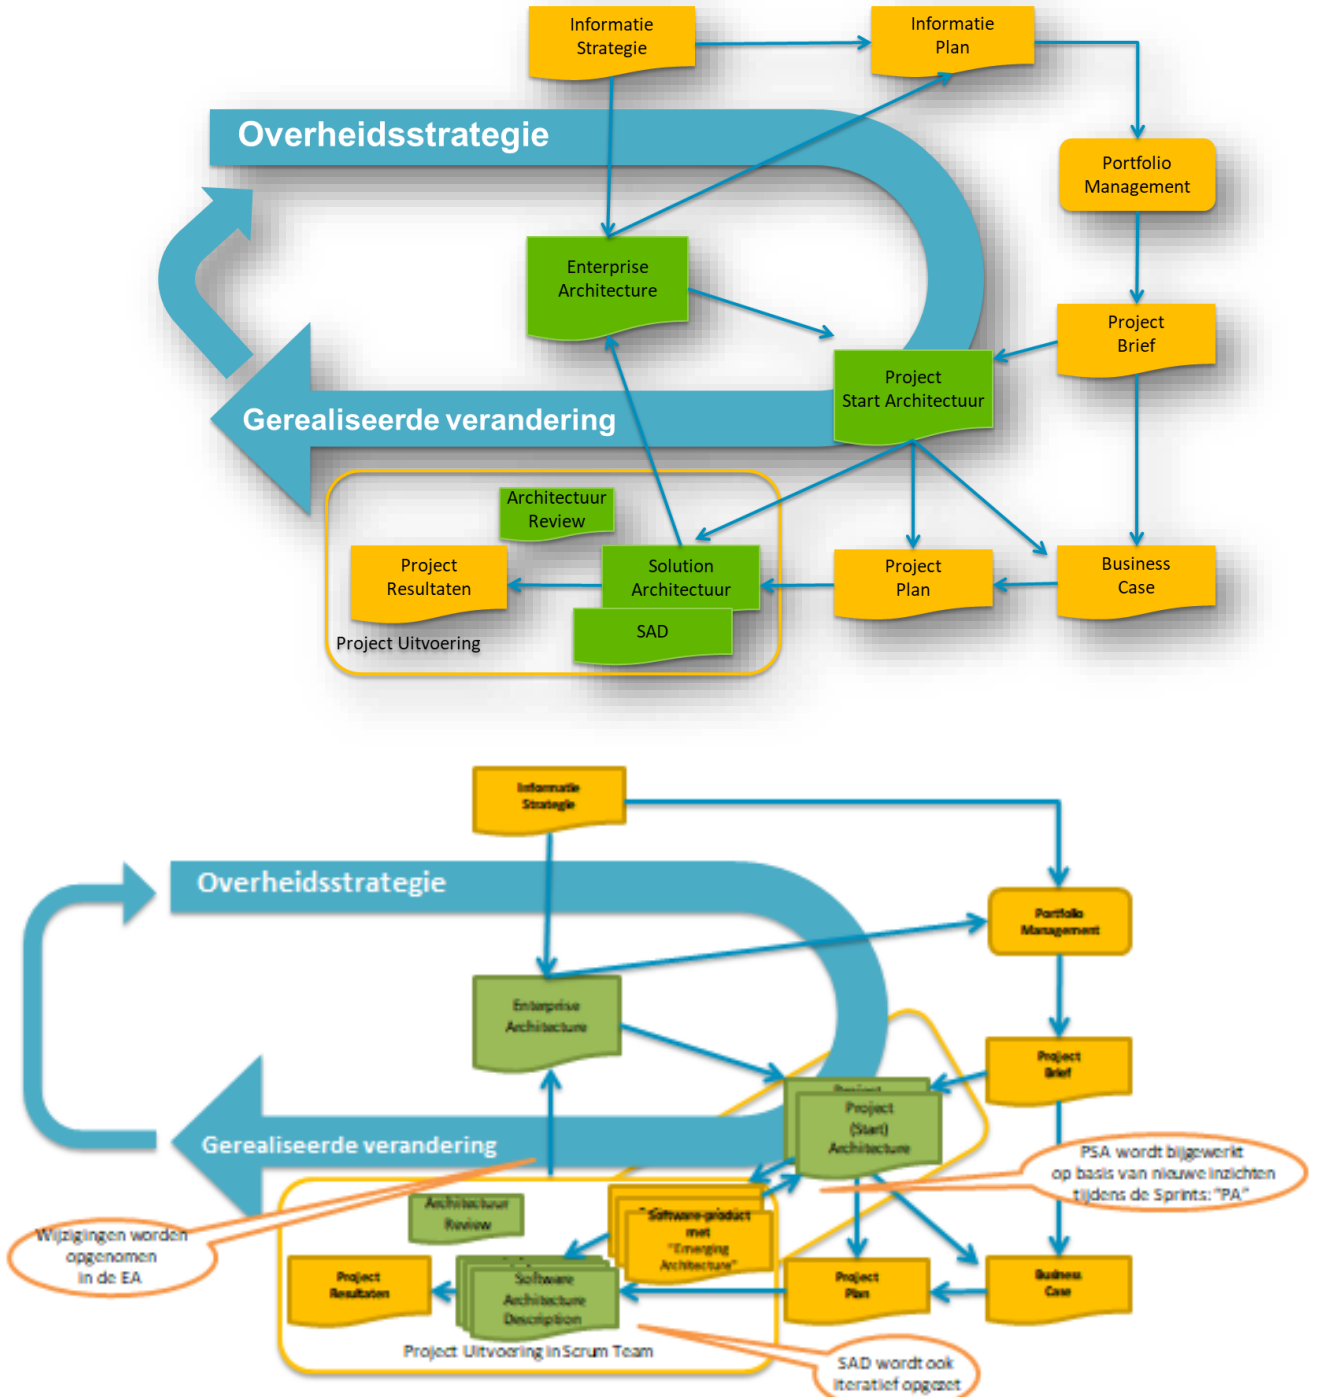 Informatie
Strategie
Informatie
Plan
Overheidsstrategie
Portfolio
Management
Enterprise
Architecture
Project
Brief
Project
Start Architectuur
Gerealiseerde verandering
Architectuur
Review
Project
Resultaten
Solution
Architectuur
Project
Plan
Business
Case
SAD
Project Uitvoering
Informatie
Strategie
Overheidsstrategie
Portfolio
Management
Enterprise
Architecture
Project
Brief
Project
Project
(Start)
Architecture
Gerealiseerde verandering
PSA wordt bijgewerkt
op basis van nieuwe inzichten
tijdens de Sprints: "PA"
Architectuur
Review
Software-product
met
"Emerging
Architecture"
Wijzigingen worden
opgenomen
in de EA
Project
Resultaten
Software
Architecture
Description
Project
Plan
Business
Case
Project Uitvoering in Scrum Team
SAD wordt ook
iteratief opgezet